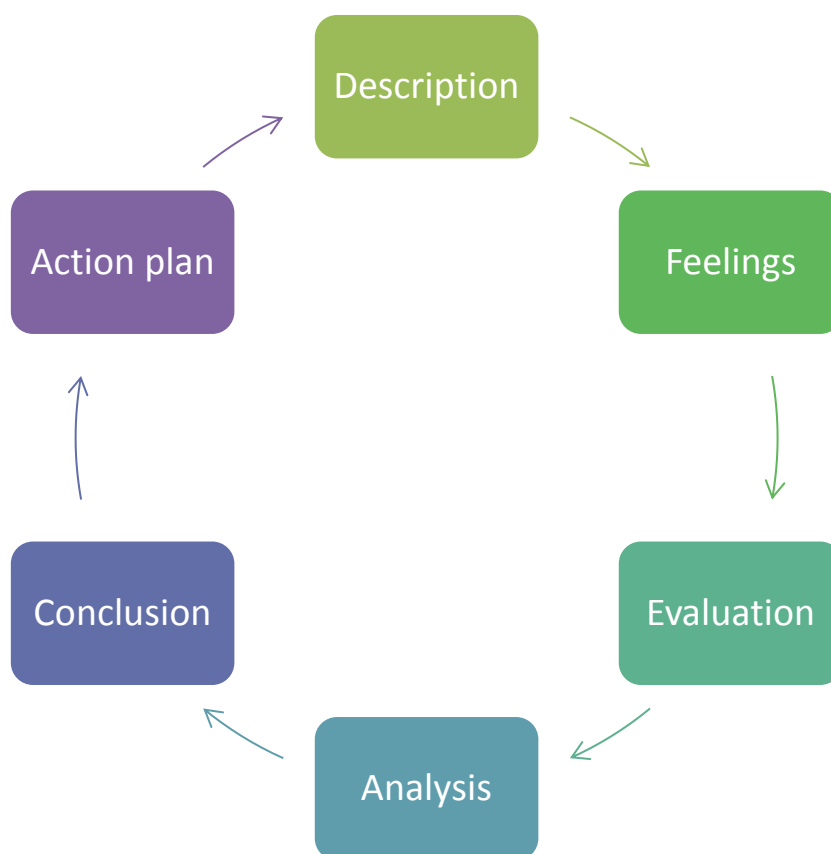 Description
Feelings
Evaluation
Analysis
Conclusion
Action plan